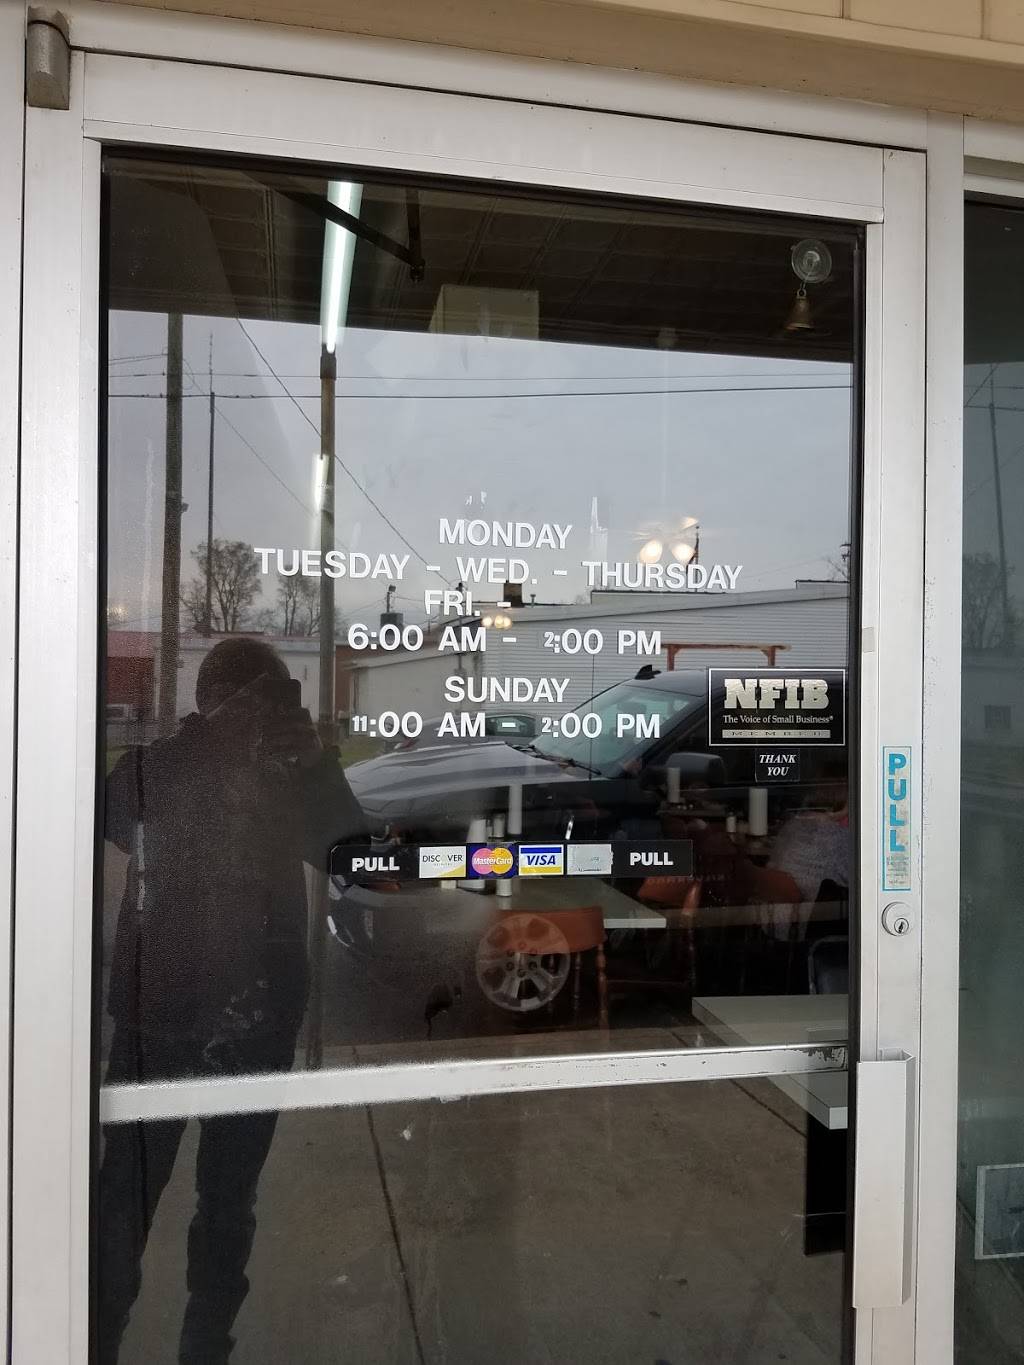 MONDAY
TUESDAY - WED. - THURSDAY
FRI. -
6:00 AM - 2:00 PM
SUNDAY
11:00 AM - 2:00 PM
NFIB
The Voice of Small Business®
MEMBER
THANK
YOU
PULL
PULL
DISCOVER
MasterCard
VISA
PULL